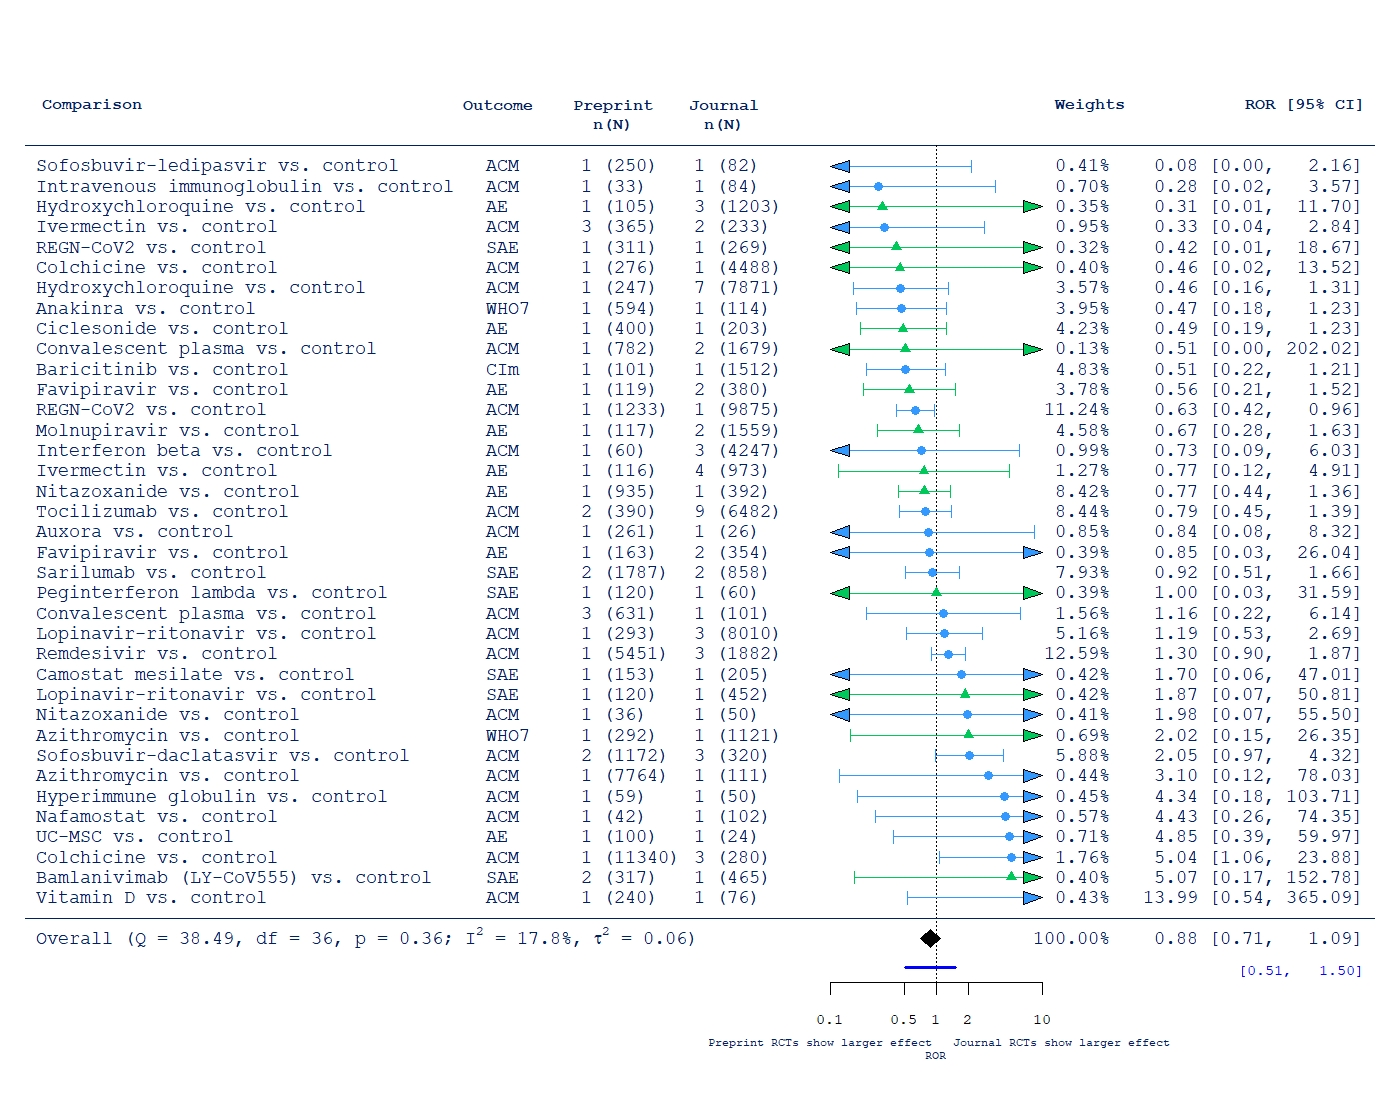 Comparison Outcome Preprint Journal Weights ROR [95% CI]
n(N) n(N)
Sofosbuvir-ledipasvir vs. control ACM 1 (250) 1 (82) 0.41% 0.08 [0.00, 2.16]
Intravenous immunoglobulin vs. control ACM 1 (33) 1 (84) 0.70% 0.28 [0.02, 3.57]
Hydroxychloroquine vs. control AE 1 (105) 3 (1203) 0.35% 0.31 [0.01, 11.70]
Ivermectin vs. control ACM 3 (365) 2 (233) 0.95% 0.33 [0.04, 2.84]
REGN-CoV2 vs. control SAE 1 (311) 1 (269) 0.32% 0.42 [0.01, 18.67]
Colchicine vs. control ACM 1 (276) 1 (4488) 0.40% 0.46 [0.02, 13.52]
Hydroxychloroquine vs. control ACM 1 (247) 7 (7871) 3.57% 0.46 [0.16, 1.31]
Anakinra vs. control WHO7 1 (594) 1 (114) 3.95% 0.47 [0.18, 1.23]
Ciclesonide vs. control AE 1 (400) 1 (203) 4.23% 0.49 [0.19, 1.23]
Convalescent plasma vs. control ACM 1 (782) 2 (1679) 0.13% 0.51 [0.00, 202.02]
Baricitinib vs. control CIm 1 (101) 1 (1512) 4.83% 0.51 [0.22, 1.21]
Favipiravir vs. control AE 1 (119) 2 (380) 3.78% 0.56 [0.21, 1.52]
REGN-CoV2 vs. control ACM 1 (1233) 1 (9875) 11.24% 0.63 [0.42, 0.96]
Molnupiravir vs. control AE 1 (117) 2 (1559) 4.58% 0.67 [0.28, 1.63]
Interferon beta vs. control ACM 1 (60) 3 (4247) 0.99% 0.73 [0.09, 6.03]
Ivermectin vs. control AE 1 (116) 4 (973) 1.27% 0.77 [0.12, 4.91]
Nitazoxanide vs. control AE 1 (935) 1 (392) 8.42% 0.77 [0.44, 1.36]
Tocilizumab vs. control ACM 2 (390) 9 (6482) 8.44% 0.79 [0.45, 1.39]
Auxora vs. control ACM 1 (261) 1 (26) 0.85% 0.84 [0.08, 8.32]
Favipiravir vs. control AE 1 (163) 2 (354) 0.39% 0.85 [0.03, 26.04]
Sarilumab vs. control SAE 2 (1787) 2 (858) 7.93% 0.92 [0.51, 1.66]
Peginterferon lambda vs. control SAE 1 (120) 1 (60) 0.39% 1.00 [0.03, 31.59]
Convalescent plasma vs. control ACM 3 (631) 1 (101) 1.56% 1.16 [0.22, 6.14]
Lopinavir-ritonavir vs. control ACM 1 (293) 3 (8010) 5.16% 1.19 [0.53, 2.69]
Remdesivir vs. control ACM 1 (5451) 3 (1882) 12.59% 1.30 [0.90, 1.87]
Camostat mesilate vs. control SAE 1 (153) 1 (205) 0.42% 1.70 [0.06, 47.01]
Lopinavir-ritonavir vs. control SAE 1 (120) 1 (452) 0.42% 1.87 [0.07, 50.81]
Nitazoxanide vs. control ACM 1 (36) 1 (50) 0.41% 1.98 [0.07, 55.50]
Azithromycin vs. control WHO7 1 (292) 1 (1121) 0.69% 2.02 [0.15, 26.35]
Sofosbuvir-daclatasvir vs. control ACM 2 (1172) 3 (320) 5.88% 2.05 [0.97, 4.32]
Azithromycin vs. control ACM 1 (7764) 1 (111) 0.44% 3.10 [0.12, 78.03]
Hyperimmune globulin vs. control ACM 1 (59) 1 (50) 0.45% 4.34 [0.18, 103.71]
Nafamostat vs. control ACM 1 (42) 1 (102) 0.57% 4.43 [0.26, 74.35]
UC-MSC vs. control AE 1 (100) 1 (24) 0.71% 4.85 [0.39, 59.97]
Colchicine vs. control ACM 1 (11340) 3 (280) 1.76% 5.04 [1.06, 23.88]
Bamlanivimab (LY-CoV555) vs. control SAE 2 (317) 1 (465) 0.40% 5.07 [0.17, 152.78]
Vitamin D vs. control ACM 1 (240) 1 (76) 0.43% 13.99 [0.54, 365.09]
Overall (Q = 38.49, df = 36, p = 0.36; I² = 17.8%, τ² = 0.06) 100.00% 0.88 [0.71, 1.09]
[0.51, 1.50]
0.1 0.5 1 2 10
Preprint RCTs show larger effect Journal RCTs show larger effect
ROR